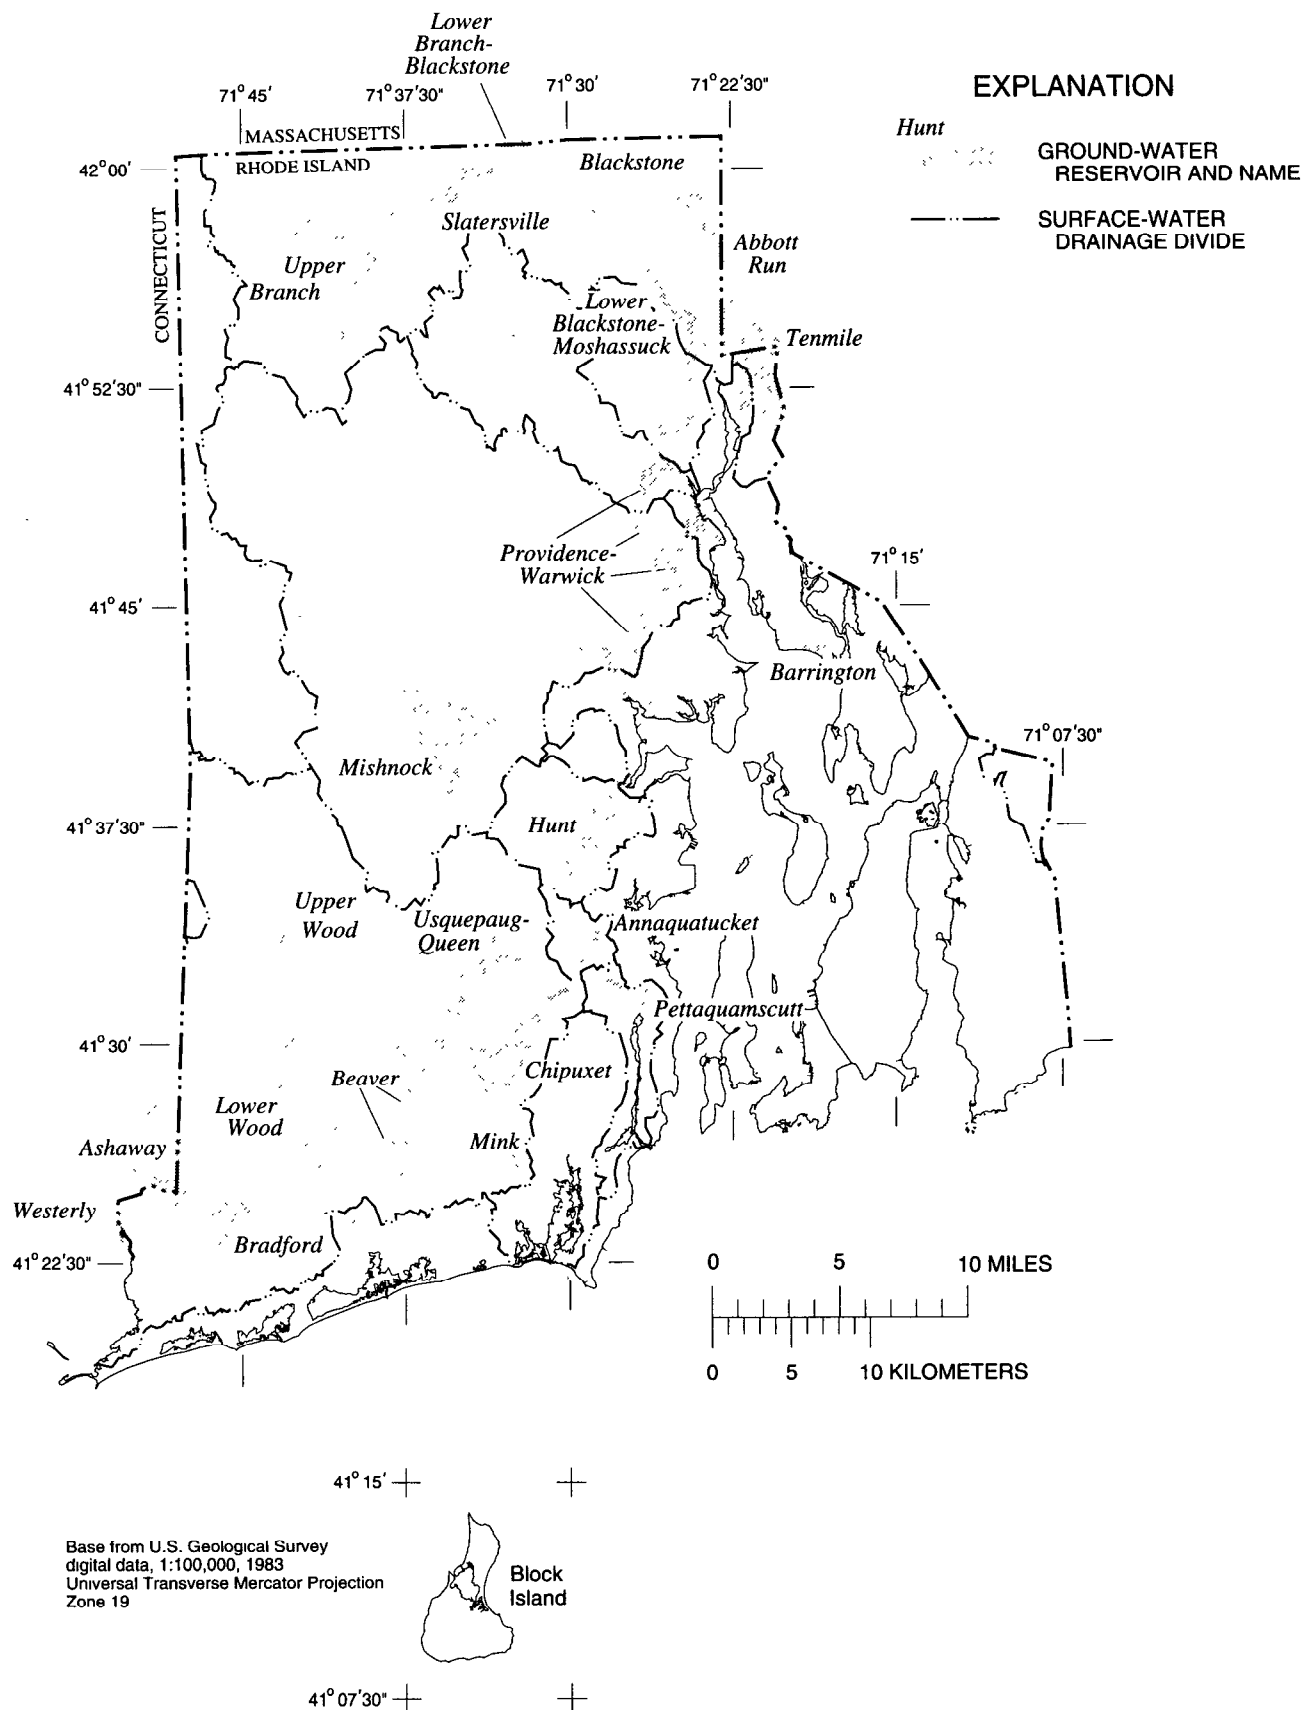 Lower
Branch-
Blackstone
71° 45′
71° 37′30″
71° 30′
71° 22′30″
EXPLANATION
Hunt
GROUND-WATER
RESERVOIR AND NAME
SURFACE-WATER
DRAINAGE DIVIDE
MASSACHUSETTS
RHODE ISLAND
CONNECTICUT
42° 00′
Blackstone
Slatersville
Abbott
Run
Upper
Branch
Lower
Blackstone-
Moshassuck
Tenmile
41° 52′30″
Providence-
Warwick
71° 15′
41° 45′
Barrington
71° 07′30″
Mishnock
41° 37′30″
Hunt
Upper
Wood
Usquepaug-
Queen
Annaquatucket
Pettaquamscutt
41° 30′
Beaver
Chipuxet
Lower
Wood
Ashaway
Mink
Westerly
Bradford
41° 22′30″
0 5 10 MILES
0 5 10 KILOMETERS
41° 15′
Base from U.S. Geological Survey
digital data, 1:100,000, 1983
Universal Transverse Mercator Projection
Zone 19
Block
Island
41° 07′30″